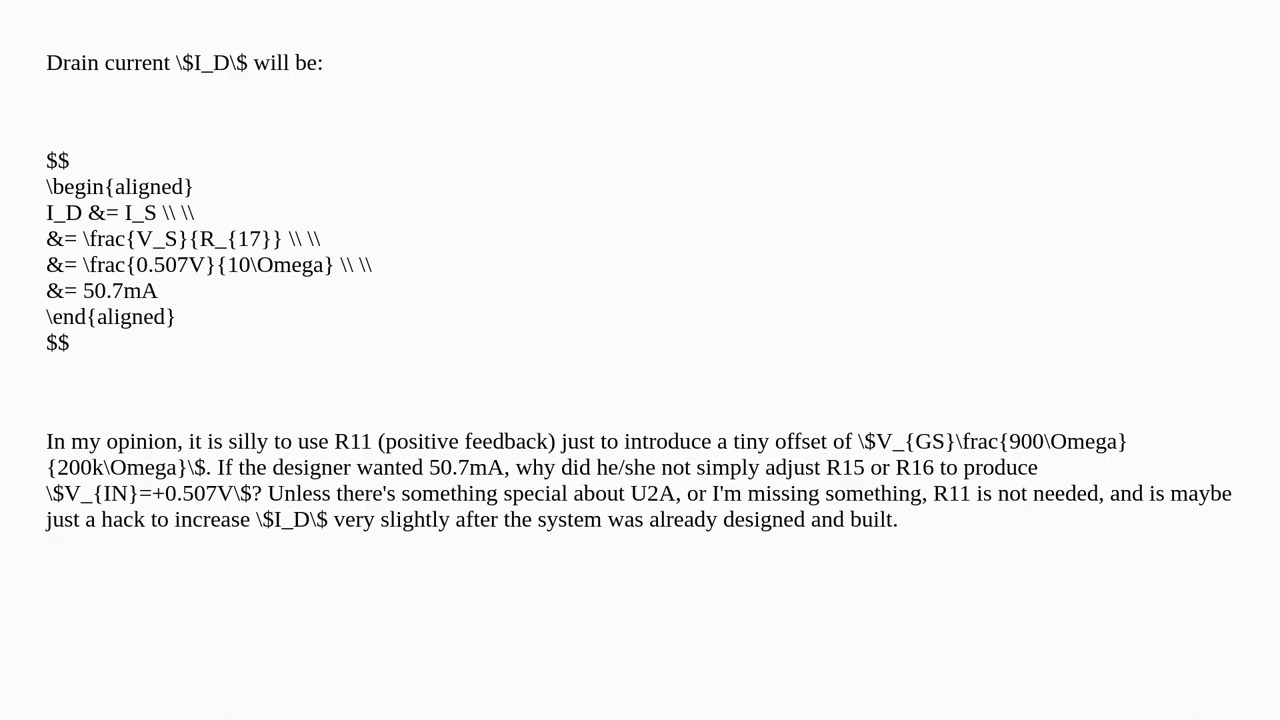 Drain current \$I_D\$ will be:
$$
\begin{aligned}
I_D &= I_S \\ \\
&= \frac{V_S}{R_{17}} \\ \\
&= \frac{0.507V}{10\Omega} \\ \\
&= 50.7mA
\end{aligned}
$$
In my opinion, it is silly to use R11 (positive feedback) just to introduce a tiny offset of \$V_{GS}\frac{900\Omega}
{200k\Omega}\$. If the designer wanted 50.7mA, why did he/she not simply adjust R15 or R16 to produce
\$V_{IN}=+0.507V\$? Unless there's something special about U2A, or I'm missing something, R11 is not needed, and is maybe
just a hack to increase \$I_D\$ very slightly after the system was already designed and built.